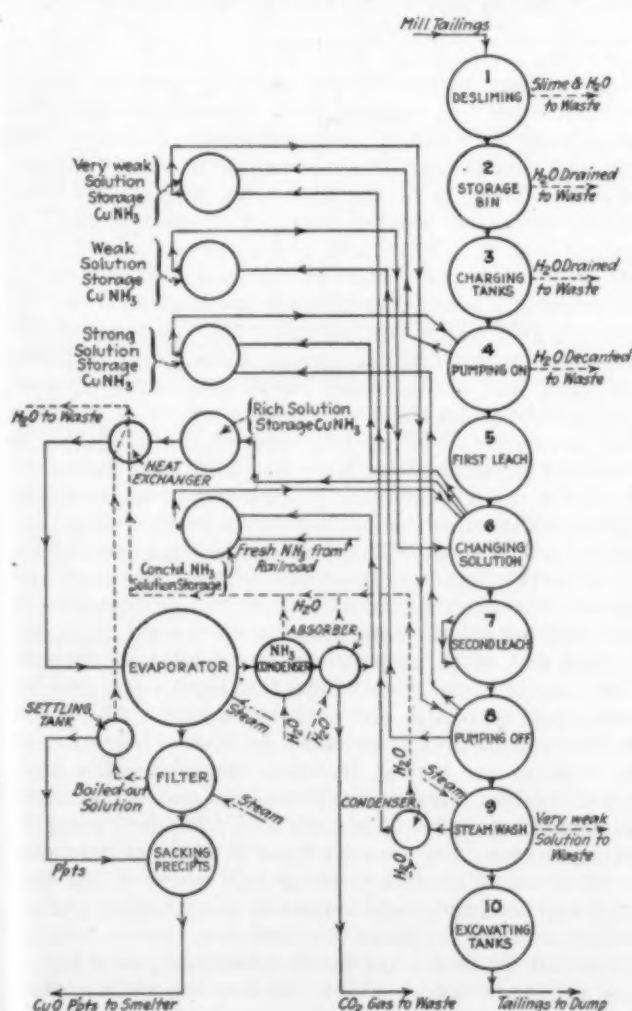 Mill Tailings
1
DESLIMING
Slime & H₂O
to Waste
2
STORAGE
BIN
H₂O Drained
to Waste
3
CHARGING
TANKS
H₂O Drained
to Waste
4
PUMPING ON
H₂O Decanted
to Waste
5
FIRST LEACH
6
CHANGING
SOLUTION
7
SECOND LEACH
8
PUMPING OFF
9
STEAM WASH
Very weak
Solution to
Waste
10
EXCAVATING
TANKS
Tailings to Dump
Very weak
Solution
Storage
CuNH₃
Weak
Solution
Storage
CuNH₃
Strong
Solution
Storage
CuNH₃
H₂O to Waste
Rich Solution
Storage CuNH₃
HEAT
EXCHANGER
Fresh NH₃ from
Railroad
Conctd. NH₃
Solution Storage
H₂O
ABSORBER
EVAPORATOR
NH₃
CONDENSER
Steam
H₂O
H₂O
H₂O
Steam
SETTLING
TANK
CONDENSER
H₂O
Boiled-out
Solution
FILTER
Steam
SACKING
PRECIPTS
Ppts
CuO Ppts to Smelter
CO₂ Gas to Waste